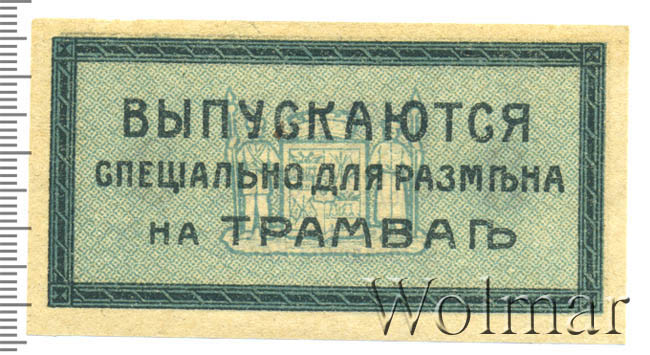 ВЫПУСКАЮТСЯ
СПЕЦІАЛЬНО ДЛЯ РАЗМѢНА
НА ТРАМВАѢ
Wolmar